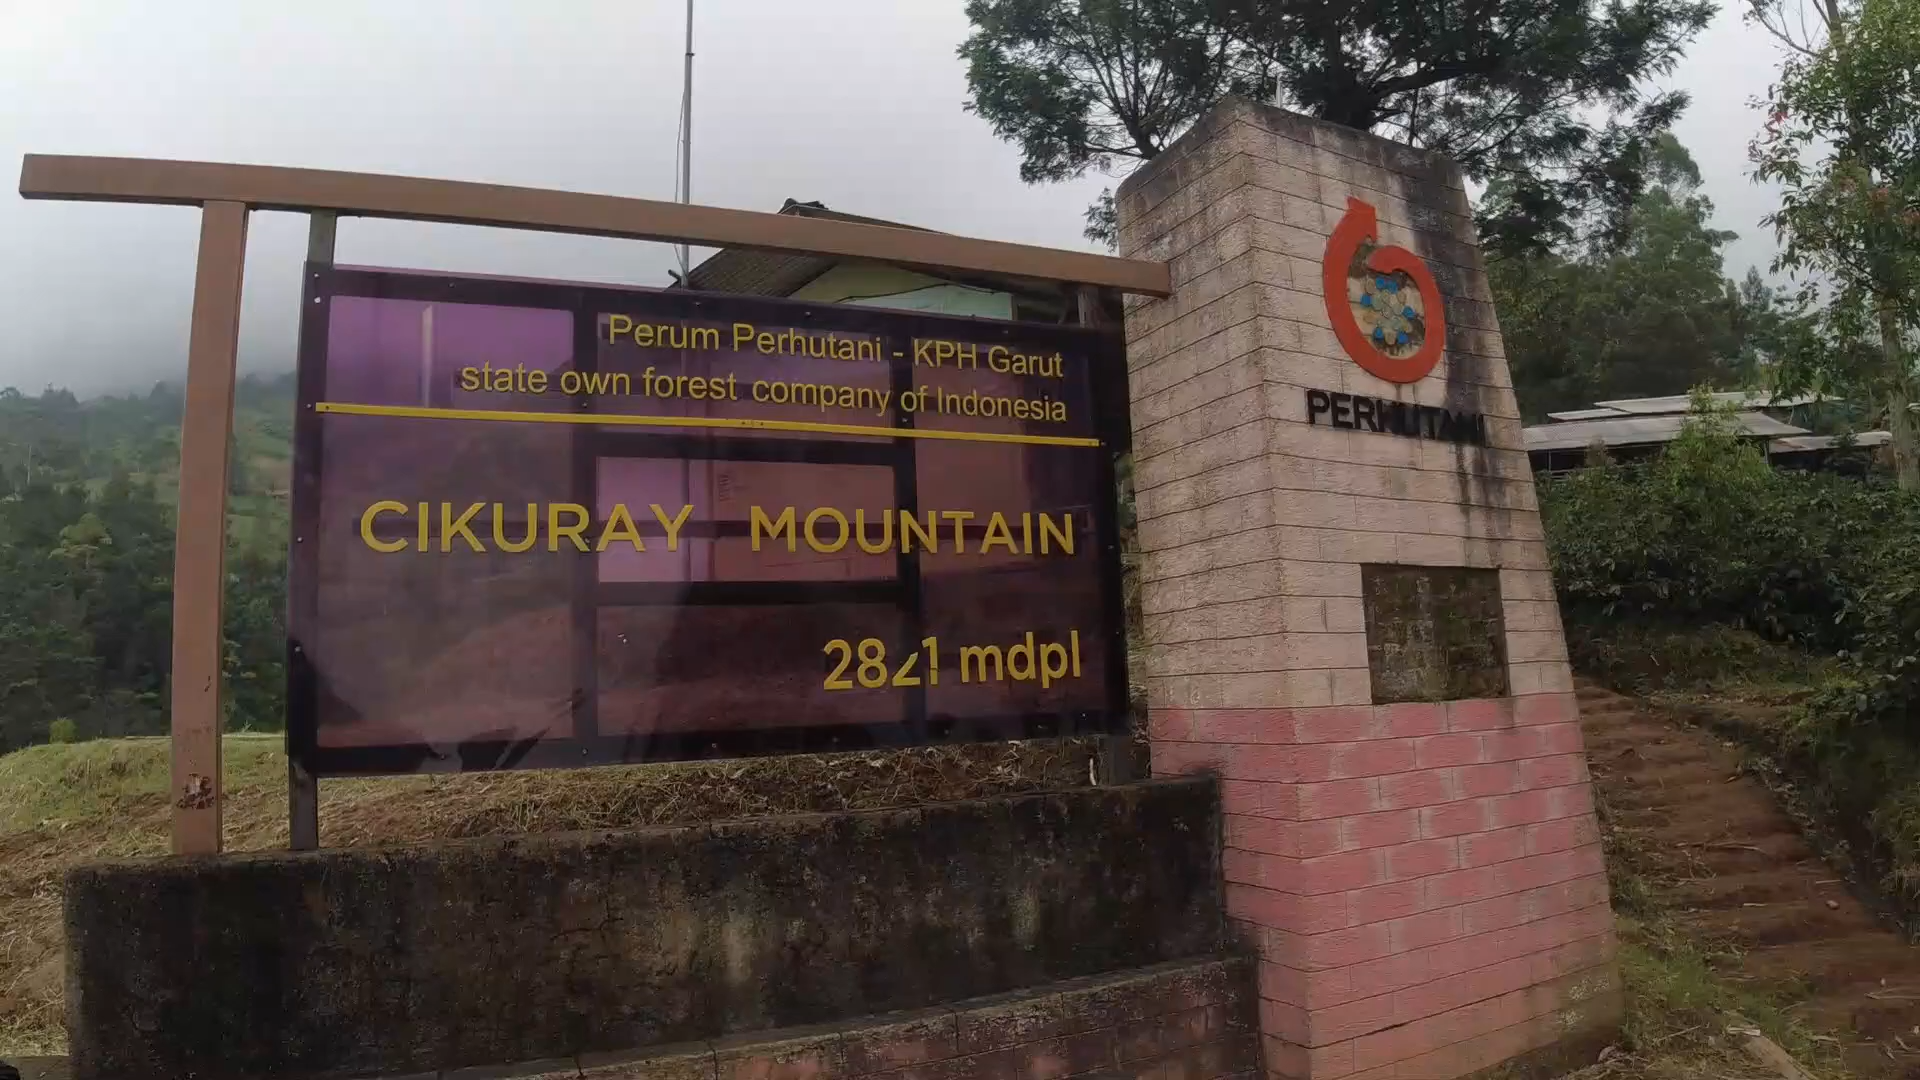 Perum Perhutani - KPH Garut
state own forest company of Indonesia
CIKURAY MOUNTAIN
2821 mdpl
PERHUTANI